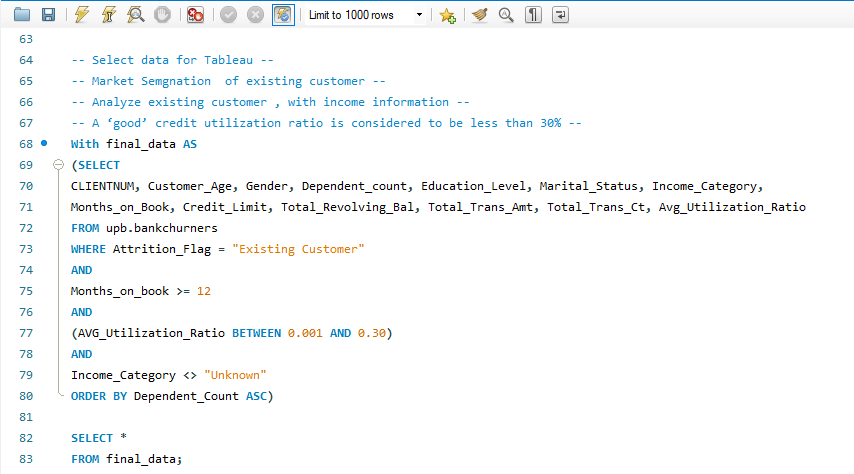 Limit to 1000 rows
63
64 -- Select data for Tableau --
65 -- Market Semgnation  of existing customer --
66 -- Analyze existing customer , with income information --
67 -- A ‘good’ credit utilization ratio is considered to be less than 30% --
68 With final_data AS
69 (SELECT
70 CLIENTNUM, Customer_Age, Gender, Dependent_count, Education_Level, Marital_Status, Income_Category,
71 Months_on_Book, Credit_Limit, Total_Revolving_Bal, Total_Trans_Amt, Total_Trans_Ct, Avg_Utilization_Ratio
72 FROM upb.bankchurners
73 WHERE Attrition_Flag = "Existing Customer"
74 AND
75 Months_on_book >= 12
76 AND
77 (AVG_Utilization_Ratio BETWEEN 0.001 AND 0.30)
78 AND
79 Income_Category <> "Unknown"
80 ORDER BY Dependent_Count ASC)
81
82 SELECT *
83 FROM final_data;